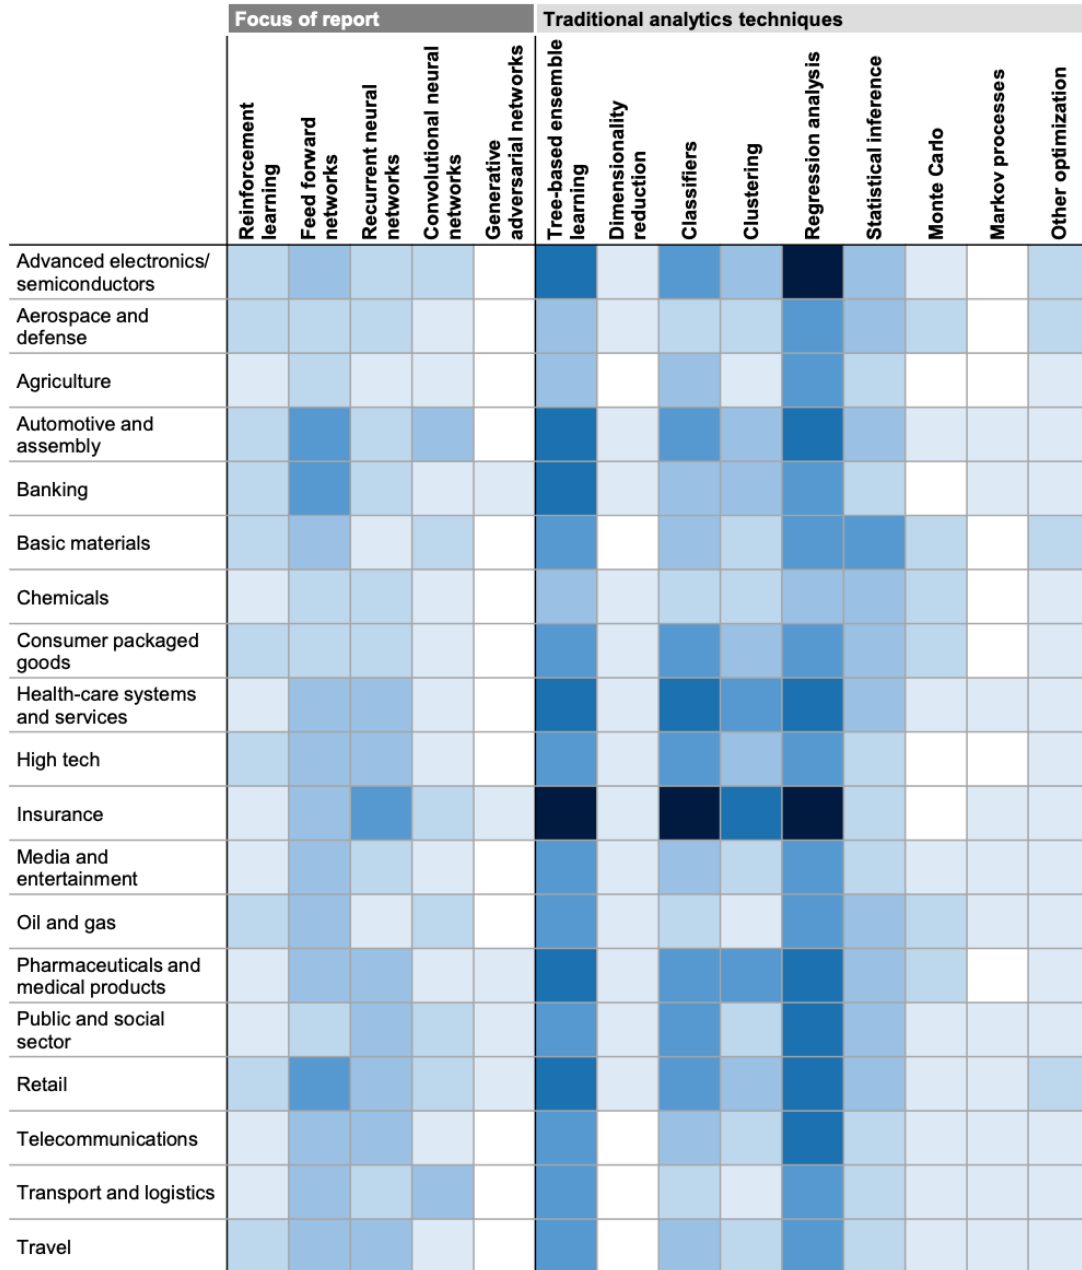 Focus of report
Traditional analytics techniques
Reinforcement
learning
Feed forward
networks
Recurrent neural
networks
Convolutional neural
networks
Generative
adversarial networks
Tree-based ensemble
learning
Dimensionality
reduction
Classifiers
Clustering
Regression analysis
Statistical inference
Monte Carlo
Markov processes
Other optimization
Advanced electronics/
semiconductors
Aerospace and
defense
Agriculture
Automotive and
assembly
Banking
Basic materials
Chemicals
Consumer packaged
goods
Health-care systems
and services
High tech
Insurance
Media and
entertainment
Oil and gas
Pharmaceuticals and
medical products
Public and social
sector
Retail
Telecommunications
Transport and logistics
Travel